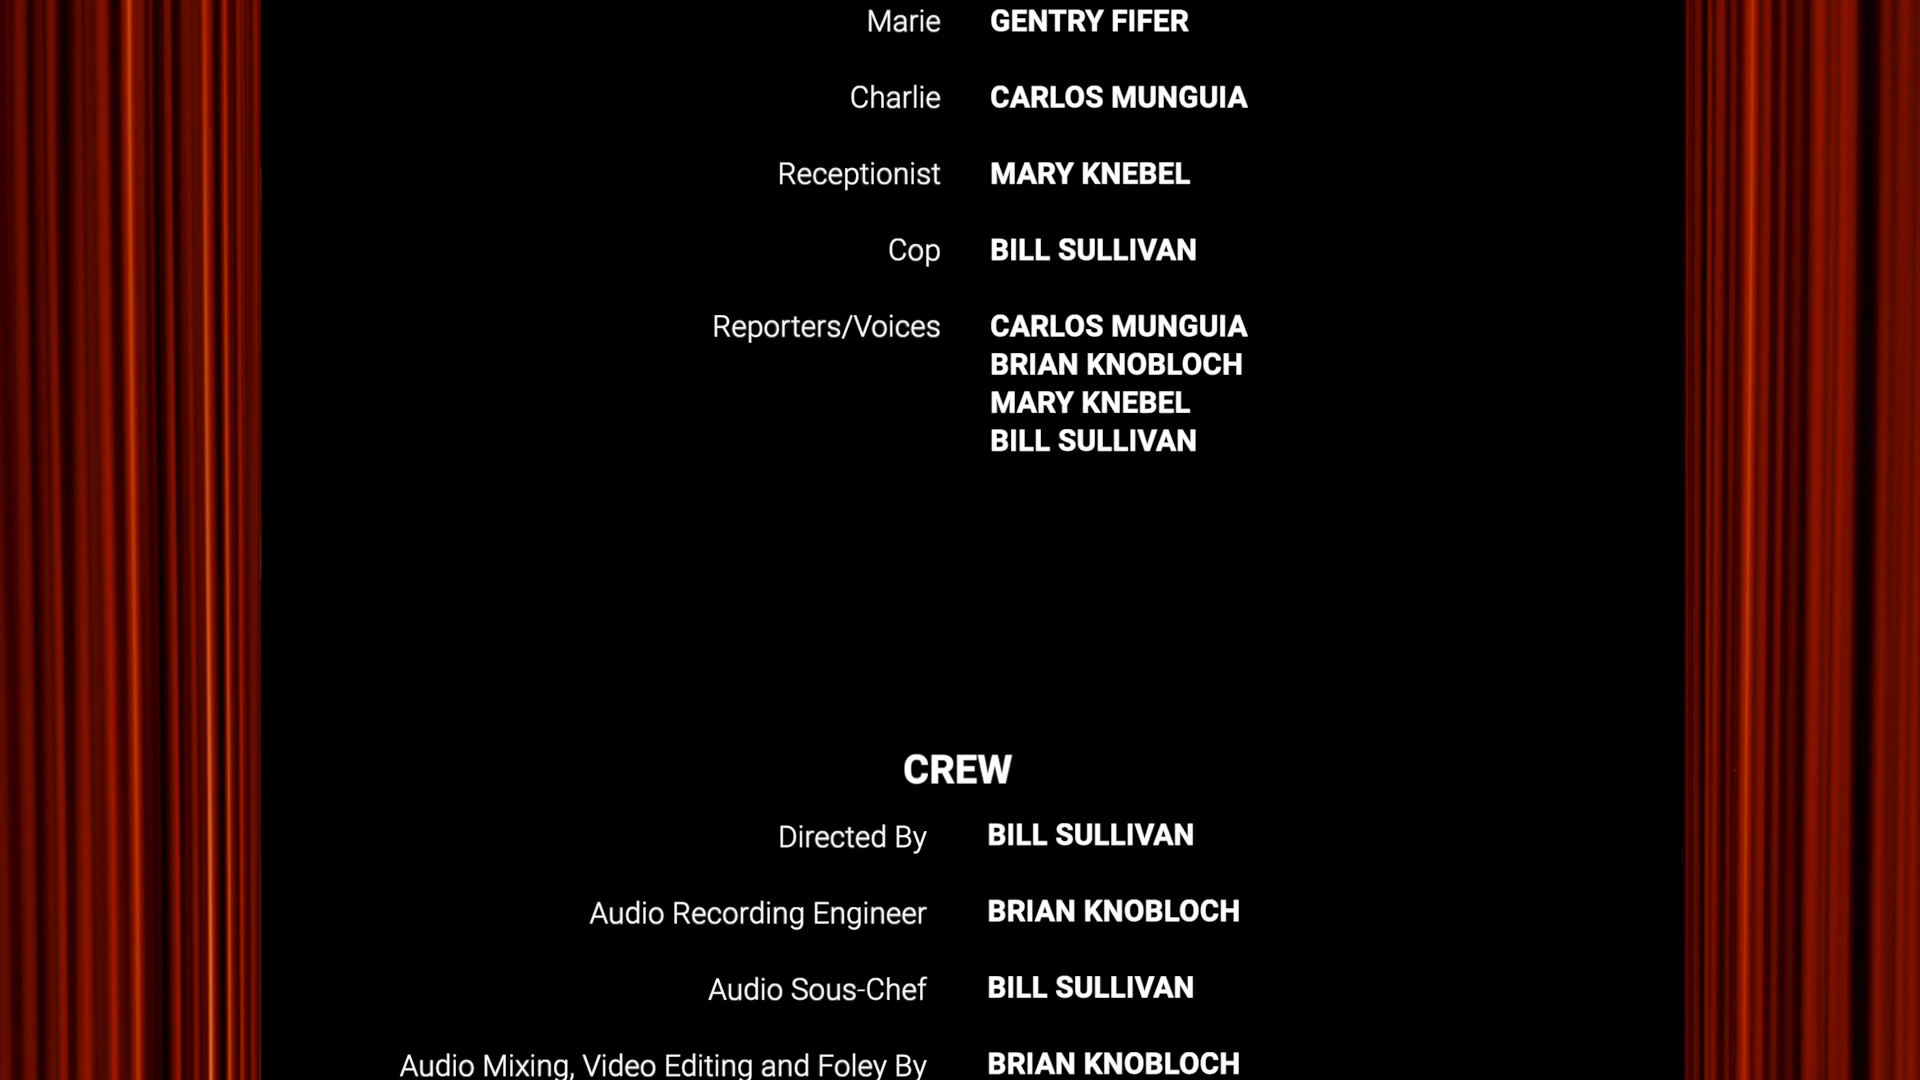 Marie GENTRY FIFER
Charlie CARLOS MUNGUIA
Receptionist MARY KNEBEL
Cop BILL SULLIVAN
Reporters/Voices CARLOS MUNGUIA
BRIAN KNOBLOCH
MARY KNEBEL
BILL SULLIVAN
CREW
Directed By BILL SULLIVAN
Audio Recording Engineer BRIAN KNOBLOCH
Audio Sous-Chef BILL SULLIVAN
Audio Mixing, Video Editing and Foley By BRIAN KNOBLOCH